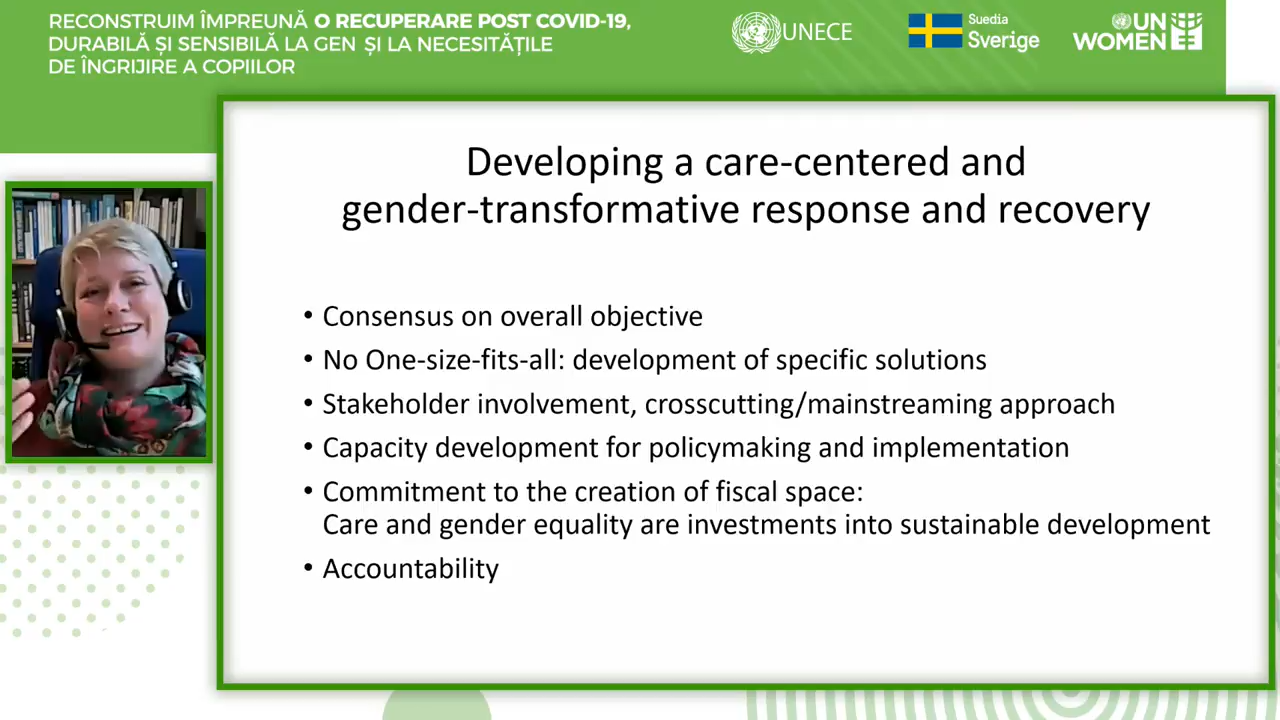 RECONSTRUIM ÎMPREUNĂ O RECUPERARE POST COVID-19,
DURABILĂ ȘI SENSIBILĂ LA GEN ȘI LA NECESITĂȚILE
DE ÎNGRIJIRE A COPIILOR
UNECE
Suedia
Sverige
UN
WOMEN
Developing a care-centered and
gender-transformative response and recovery
• Consensus on overall objective
• No One-size-fits-all: development of specific solutions
• Stakeholder involvement, crosscutting/mainstreaming approach
• Capacity development for policymaking and implementation
• Commitment to the creation of fiscal space:
Care and gender equality are investments into sustainable development
• Accountability